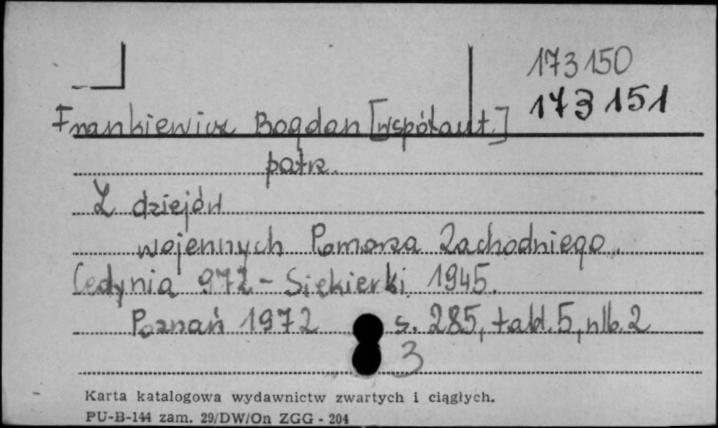 173150
173151
Frankiewicz Bogdan [współaut.]
patrz.
Z dziejów
wojennych Pomorza Zachodniego.
Cedynia 972 - Siekierki 1945.
Poznań 1972 s. 285, tabl. 5, nlb. 2
3
Karta katalogowa wydawnictw zwartych i ciągłych.
PU-B-144 zam. 29/DW/On ZGG - 204